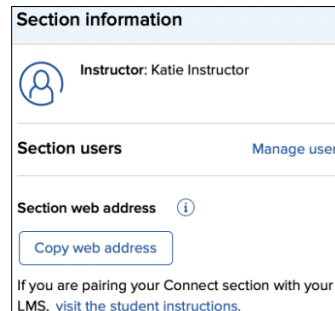 Section information
Instructor: Katie Instructor
Section users Manage user
Section web address i
Copy web address
If you are pairing your Connect section with your
LMS, visit the student instructions.